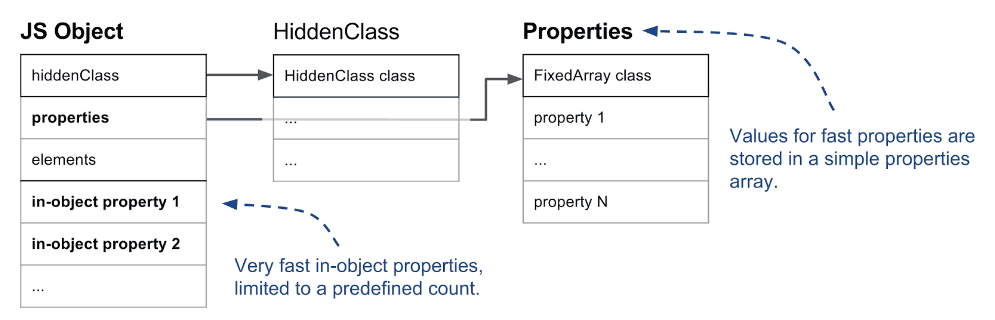 JS Object
hiddenClass
properties
elements
in-object property 1
in-object property 2
...
HiddenClass
HiddenClass class
...
...
Properties
FixedArray class
property 1
...
property N
Very fast in-object properties,
limited to a predefined count.
Values for fast properties are
stored in a simple properties
array.